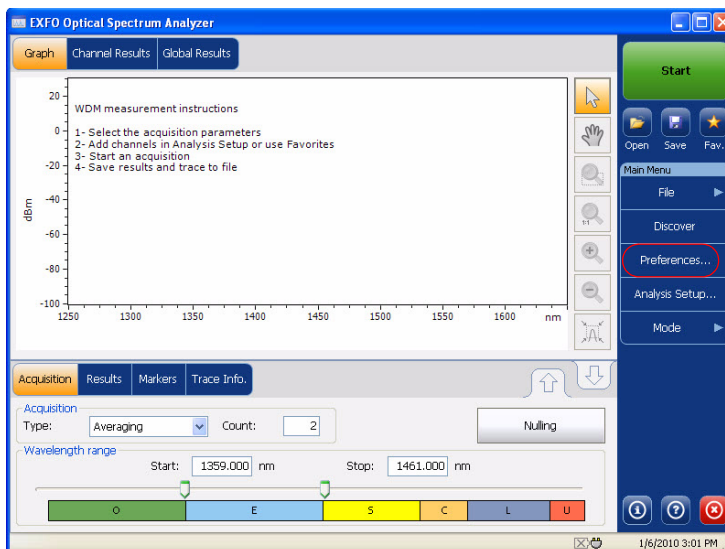 EXFO Optical Spectrum Analyzer
Graph Channel Results Global Results
20
0
-20
-40
-60
-80
-100
dBm
WDM measurement instructions
1- Select the acquisition parameters
2- Add channels in Analysis Setup or use Favorites
3- Start an acquisition
4- Save results and trace to file
1250 1300 1350 1400 1450 1500 1550 1600 nm
1:1
Start
Open Save Fav.
Main Menu
File
Discover
Preferences...
Analysis Setup...
Mode
Acquisition Results Markers Trace Info.
Acquisition
Type: Averaging Count: 2
Nulling
Wavelength range
Start: 1359.000 nm Stop: 1461.000 nm
O E S C L U
1/6/2010 3:01 PM